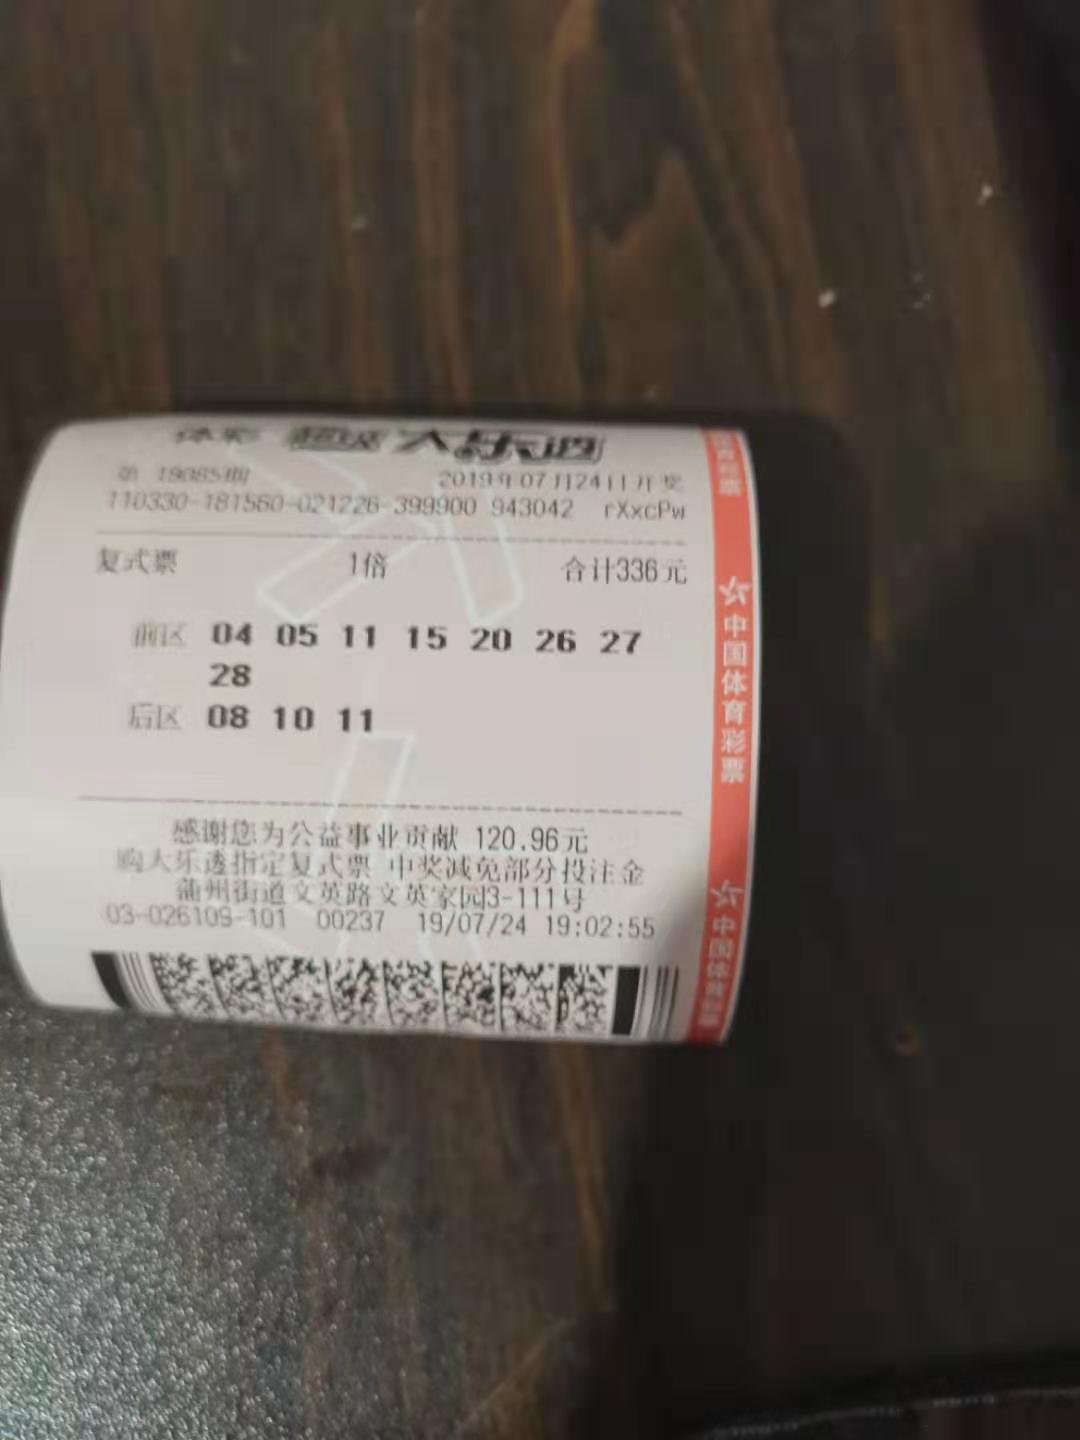 体彩 超级大乐透
第 19085期 2019年07月24日开奖
110330-181560-021226-399900 943042 rXxcPw
复式票 1倍 合计336元
前区 04 05 11 15 20 26 27
28
后区 08 10 11
感谢您为公益事业贡献 120.96元
购大乐透指定复式票 中奖减免部分投注金
蒲州街道文英路文英家园3-111号
03-026109-101 00237 19/07/24 19:02:55
中国体育彩票
中国体育彩票